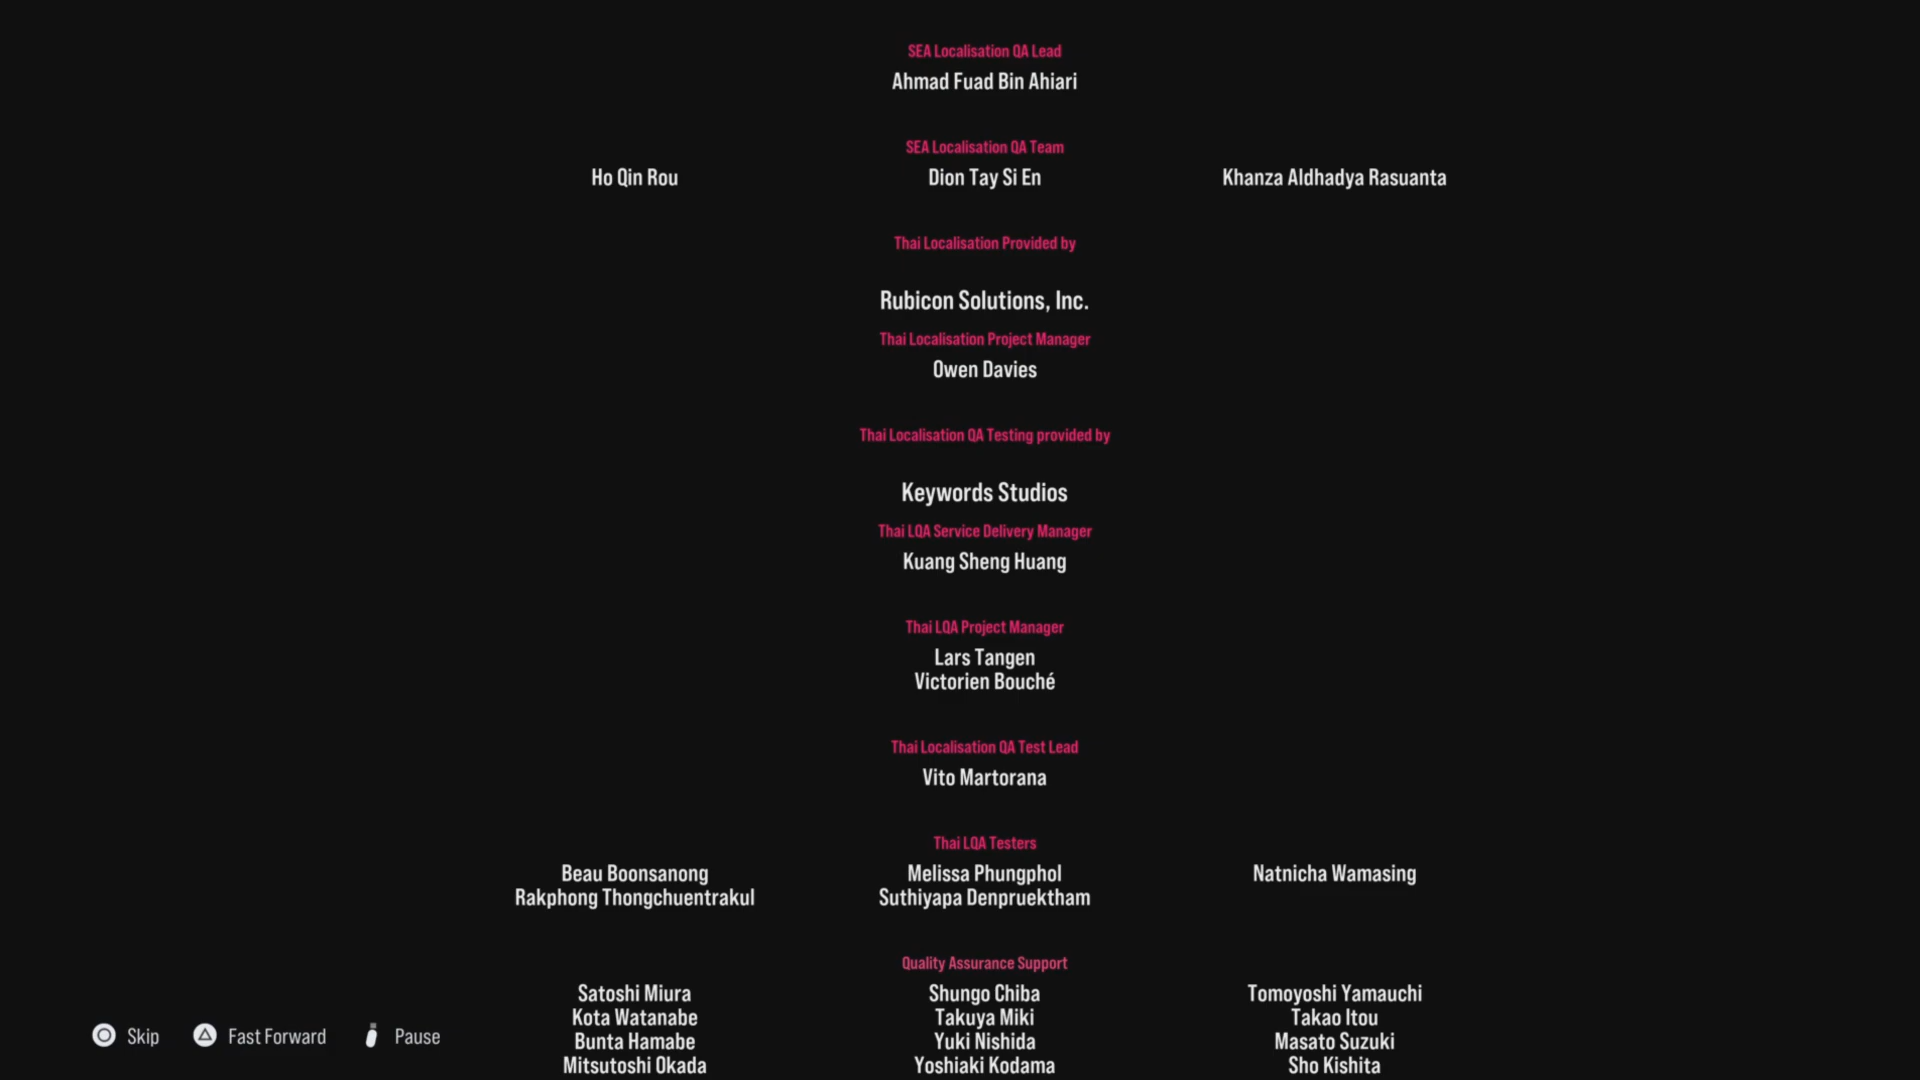 SEA Localisation QA Lead
Ahmad Fuad Bin Ahiari
SEA Localisation QA Team
Ho Qin Rou Dion Tay Si En Khanza Aldhadya Rasuanta
Thai Localisation Provided by
Rubicon Solutions, Inc.
Thai Localisation Project Manager
Owen Davies
Thai Localisation QA Testing provided by
Keywords Studios
Thai LQA Service Delivery Manager
Kuang Sheng Huang
Thai LQA Project Manager
Lars Tangen
Victorien Bouché
Thai Localisation QA Test Lead
Vito Martorana
Thai LQA Testers
Beau Boonsanong Melissa Phungphol Natnicha Wamasing
Rakphong Thongchuentrakul Suthiyapa Denpruektham
Quality Assurance Support
Satoshi Miura Shungo Chiba Tomoyoshi Yamauchi
Kota Watanabe Takuya Miki Takao Itou
Bunta Hamabe Yuki Nishida Masato Suzuki
Mitsutoshi Okada Yoshiaki Kodama Sho Kishita
Skip Fast Forward Pause